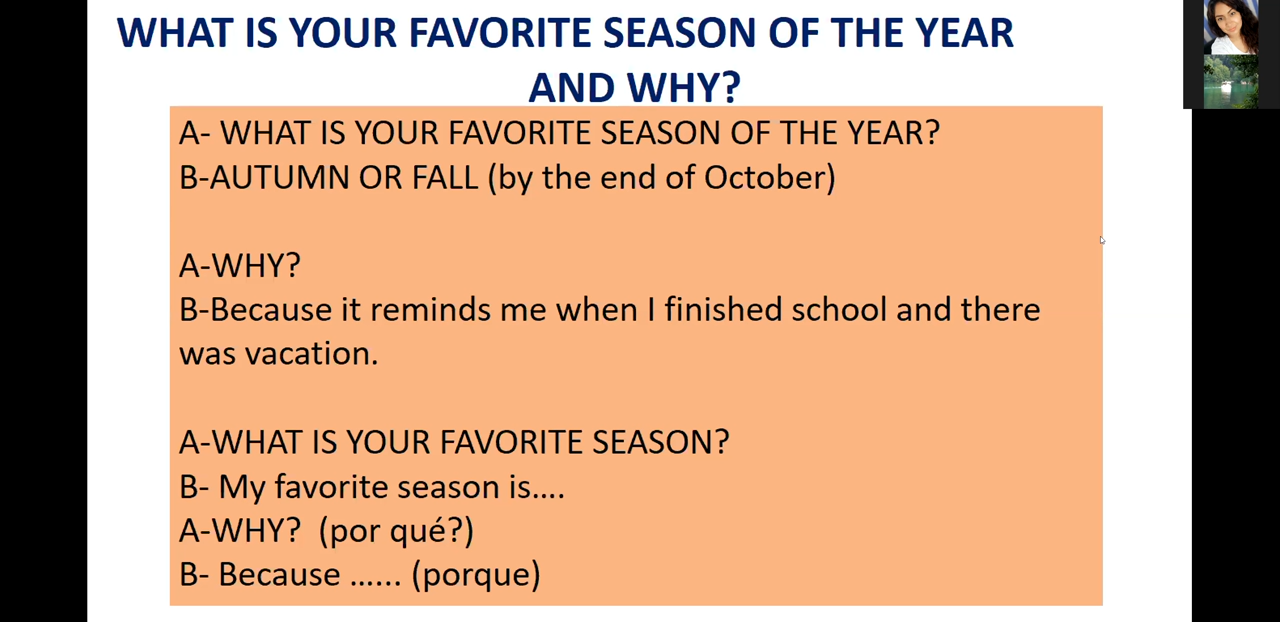 WHAT IS YOUR FAVORITE SEASON OF THE YEAR
AND WHY?
A- WHAT IS YOUR FAVORITE SEASON OF THE YEAR?
B-AUTUMN OR FALL (by the end of October)
A-WHY?
B-Because it reminds me when I finished school and there
was vacation.
A-WHAT IS YOUR FAVORITE SEASON?
B- My favorite season is....
A-WHY?  (por qué?)
B- Because ...... (porque)